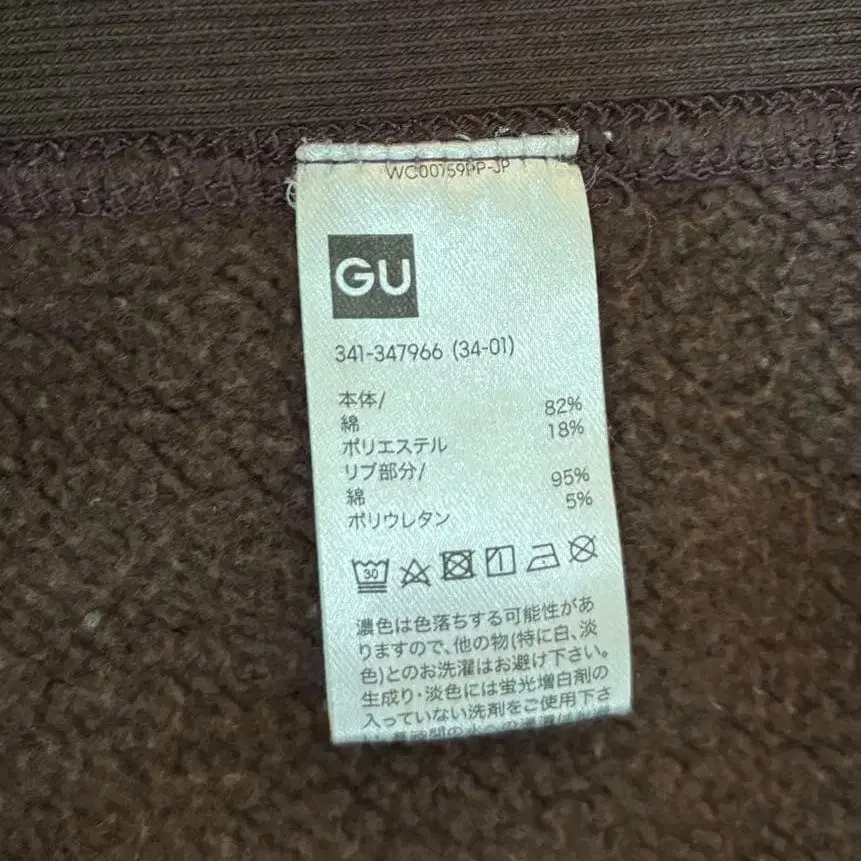 WC00759PP-JP
GU
341-347966 (34-01)
本体/
綿 82%
ポリエステル 18%
リブ部分/
綿 95%
ポリウレタン 5%
30
濃色は色落ちする可能性があ
りますので、他の物(特に白、淡
色)とのお洗濯はお避け下さい。
生成り・淡色には蛍光増白剤の
入っていない洗剤をご使用下さ